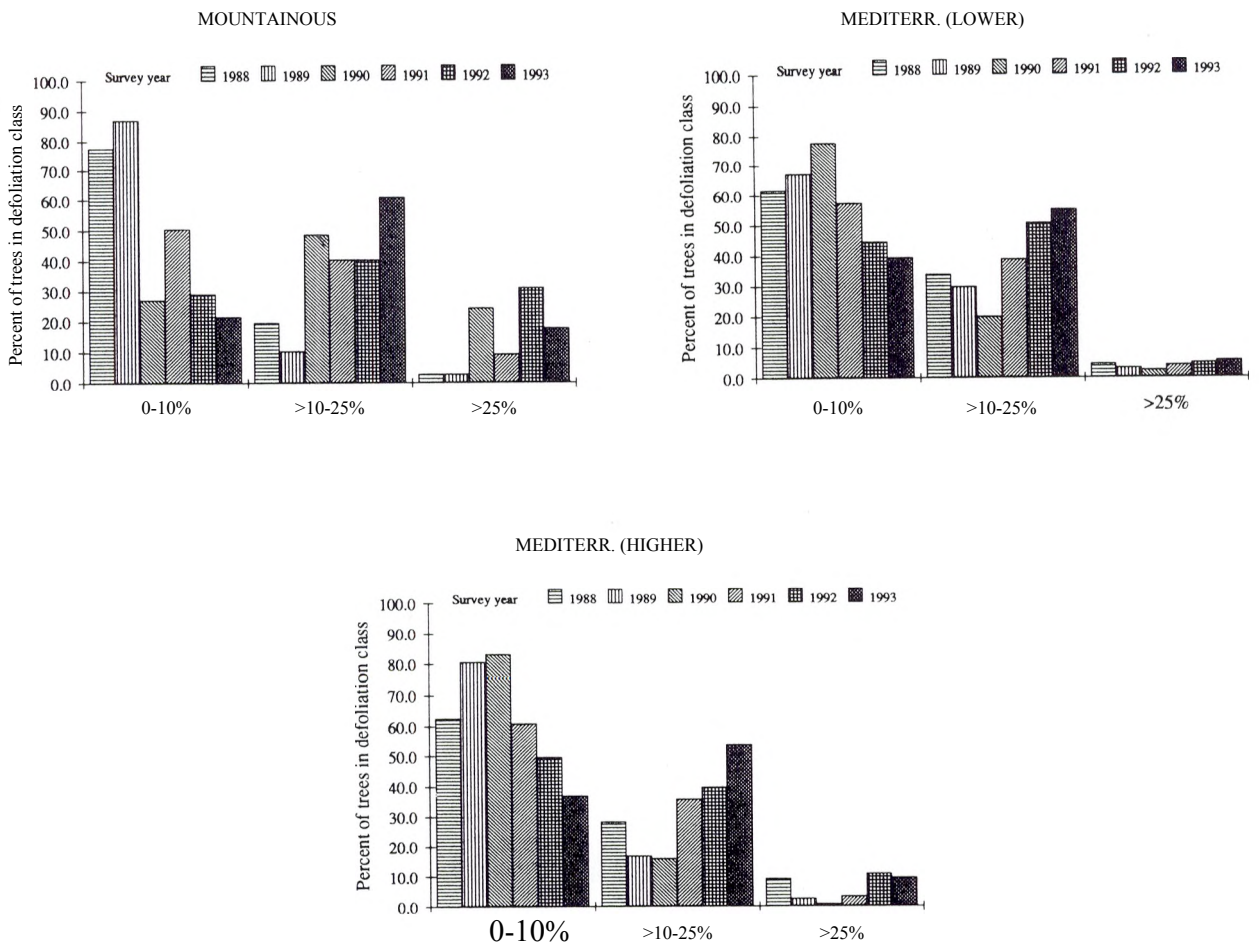 MOUNTAINOUS
Survey year 1988 1989 1990 1991 1992 1993
Percent of trees in defoliation class
100.0
90.0
80.0
70.0
60.0
50.0
40.0
30.0
20.0
10.0
0.0
0-10% >10-25% >25%
MEDITERR. (LOWER)
Survey year 1988 1989 1990 1991 1992 1993
Percent of trees in defoliation class
100.0
90.0
80.0
70.0
60.0
50.0
40.0
30.0
20.0
10.0
0.0
0-10% >10-25% >25%
MEDITERR. (HIGHER)
Survey year 1988 1989 1990 1991 1992 1993
Percent of trees in defoliation class
100.0
90.0
80.0
70.0
60.0
50.0
40.0
30.0
20.0
10.0
0.0
0-10% >10-25% >25%